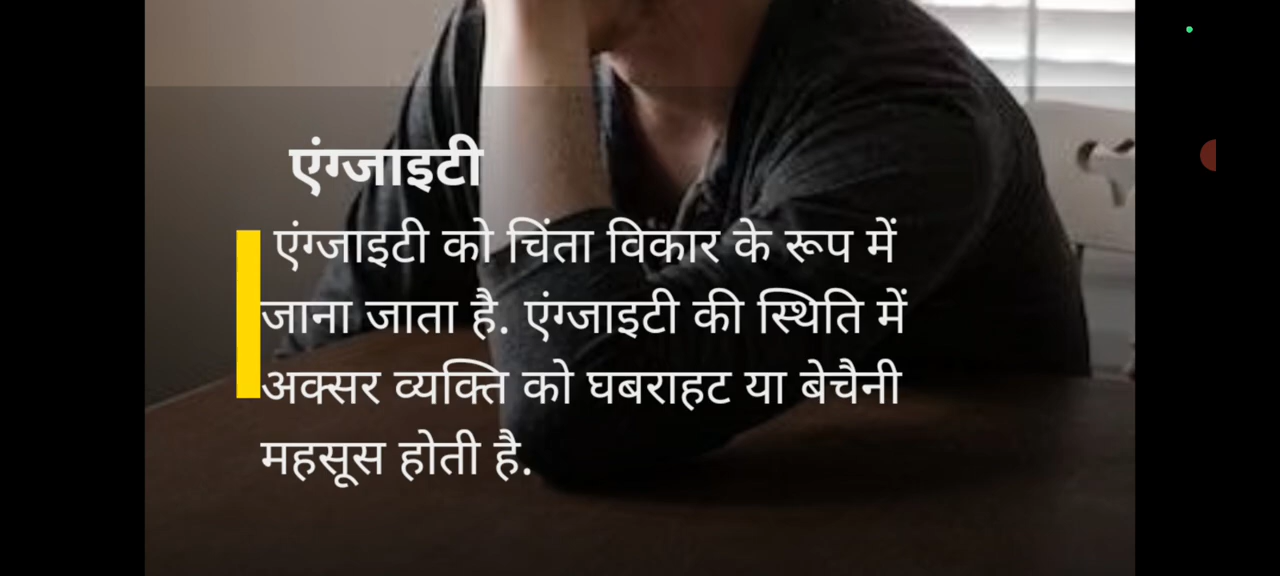 एंग्जाइटी
एंग्जाइटी को चिंता विकार के रूप में
जाना जाता है. एंग्जाइटी की स्थिति में
अक्सर व्यक्ति को घबराहट या बेचैनी
महसूस होती है.